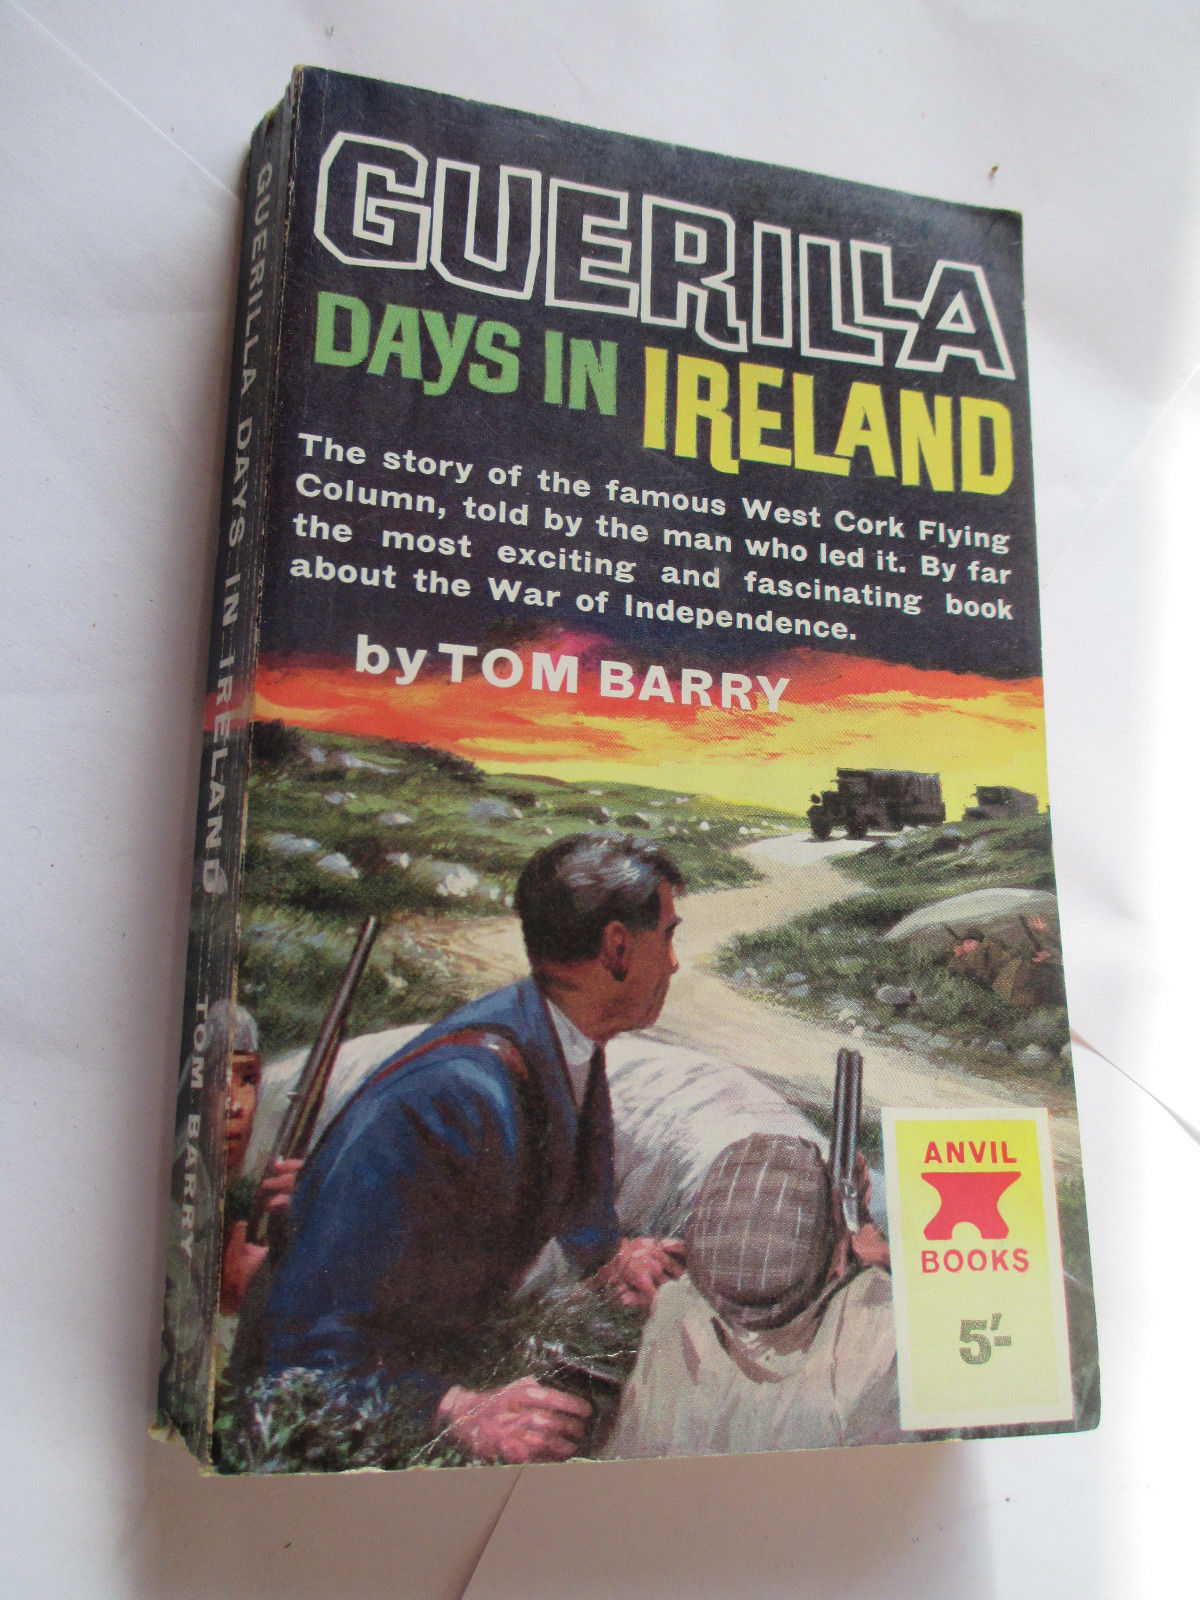 GUERILLA
DAYS IN IRELAND
The story of the famous West Cork Flying
Column, told by the man who led it. By far
the most exciting and fascinating book
about the War of Independence.
by TOM BARRY
ANVIL
BOOKS
5'-
GUERILLA DAYS IN IRELAND TOM BARRY